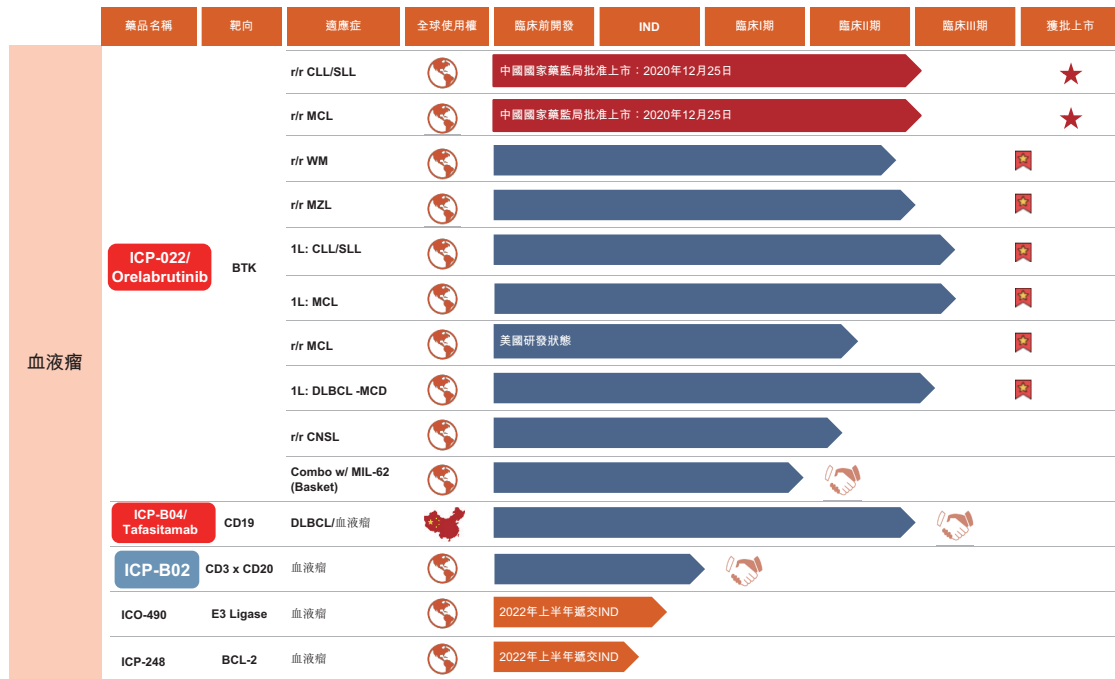 藥品名稱 靶向 適應症 全球使用權 臨床前開發 IND 臨床I期 臨床II期 臨床III期 獲批上市
血液瘤
ICP-022/
Orelabrutinib
BTK
r/r CLL/SLL
中國國家藥監局批准上市：2020年12月25日
r/r MCL
中國國家藥監局批准上市：2020年12月25日
r/r WM
r/r MZL
1L: CLL/SLL
1L: MCL
r/r MCL
美國研發狀態
1L: DLBCL -MCD
r/r CNSL
Combo w/ MIL-62
(Basket)
ICP-B04/
Tafasitamab
CD19
DLBCL/血液瘤
ICP-B02
CD3 x CD20
血液瘤
ICO-490
E3 Ligase
血液瘤
2022年上半年遞交IND
ICP-248
BCL-2
血液瘤
2022年上半年遞交IND